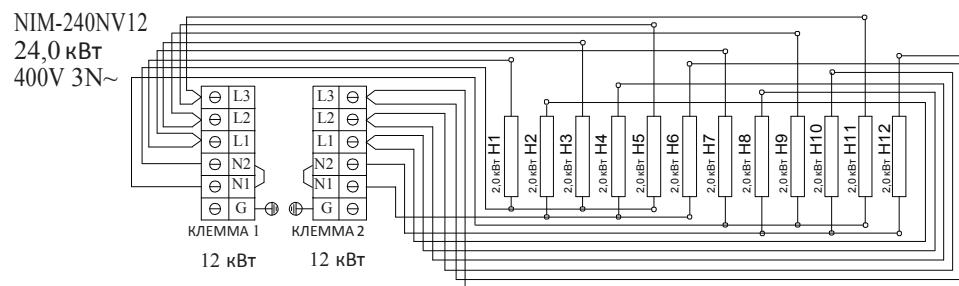 NIM-240NV12
24,0 кВт
400V 3N~
L3
L2
L1
N2
N1
G
КЛЕММА 1
12 кВт
L3
L2
L1
N2
N1
G
КЛЕММА 2
12 кВт
2,0 кВт H1
2,0 кВт H2
2,0 кВт H3
2,0 кВт H4
2,0 кВт H5
2,0 кВт H6
2,0 кВт H7
2,0 кВт H8
2,0 кВт H9
2,0 кВт H10
2,0 кВт H11
2,0 кВт H12